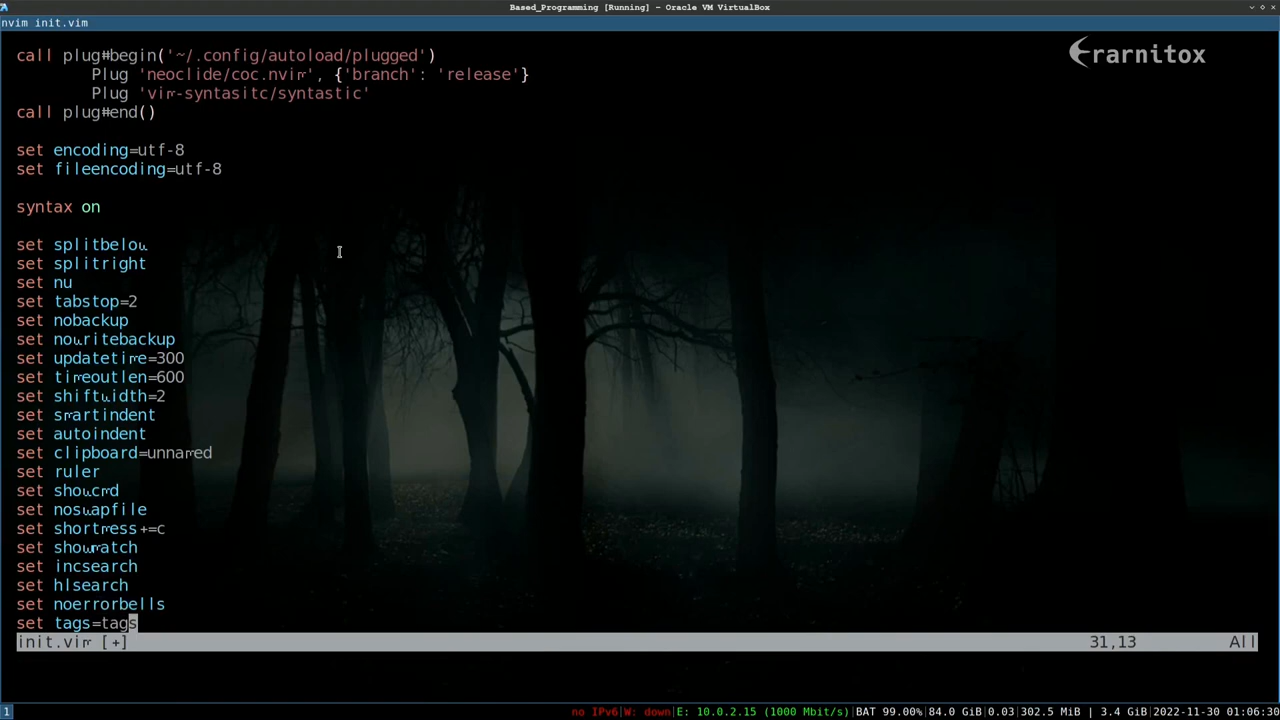 Based_Programming [Running] - Oracle VM VirtualBox
nvim init.vim
call plug#begin('~/.config/autoload/plugged')
Plug 'neoclide/coc.nvim', {'branch': 'release'}
Plug 'vim-syntasitc/syntastic'
call plug#end()
rarnitox
set encoding=utf-8
set fileencoding=utf-8
syntax on
set splitbelow
set splitright
set nu
set tabstop=2
set nobackup
set nowritebackup
set updatetime=300
set timeoutlen=600
set shiftwidth=2
set smartindent
set autoindent
set clipboard=unnamed
set ruler
set showcmd
set noswapfile
set shortmess+=c
set showmatch
set incsearch
set hlsearch
set noerrorbells
set tags=tags
init.vim [+] 31,13 All
1 no IPv6|W: down|E: 10.0.2.15 (1000 Mbit/s)|BAT 99.00%|84.0 GiB|0.03|302.5 MiB | 3.4 GiB|2022-11-30 01:06:30